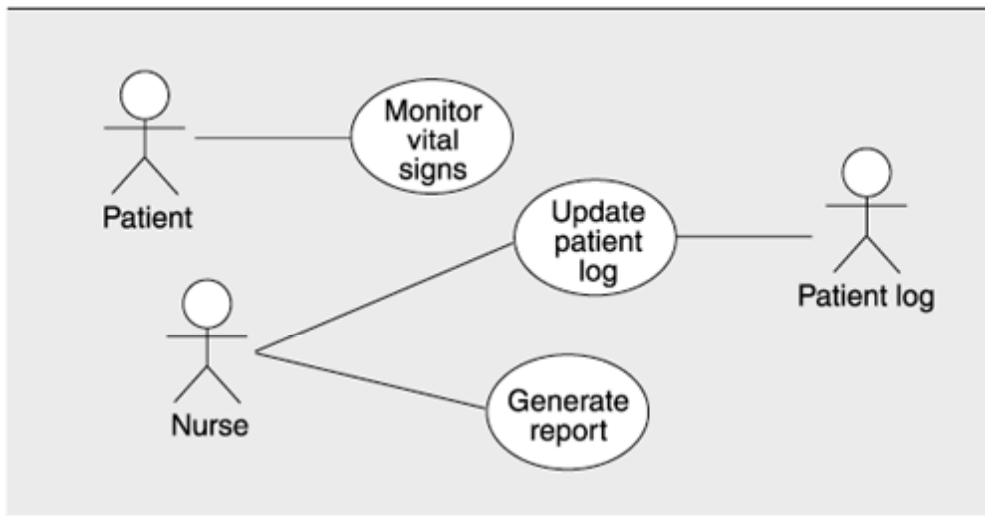 Monitor
vital
signs
Patient
Update
patient
log
Patient log
Nurse
Generate
report